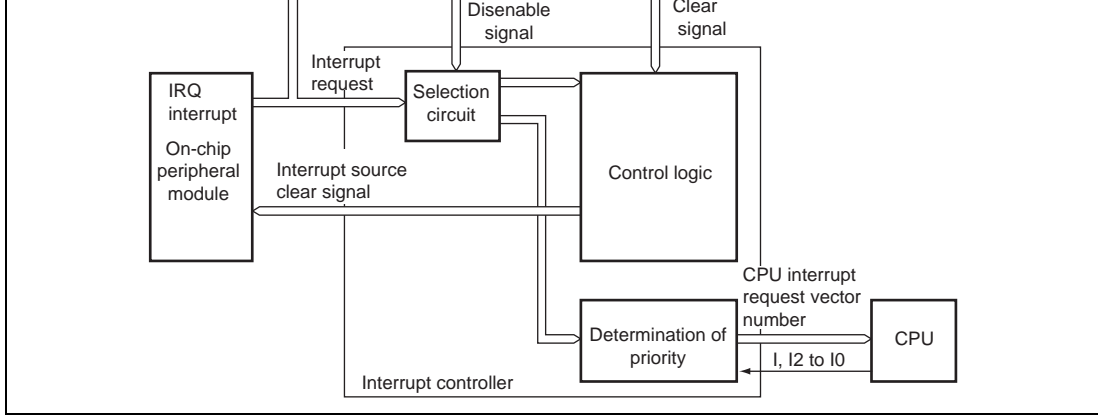 Disenable
signal
Clear
signal
Interrupt
request
IRQ
interrupt
On-chip
peripheral
module
Selection
circuit
Interrupt source
clear signal
Control logic
CPU interrupt
request vector
number
Determination of
priority
CPU
I, I2 to I0
Interrupt controller